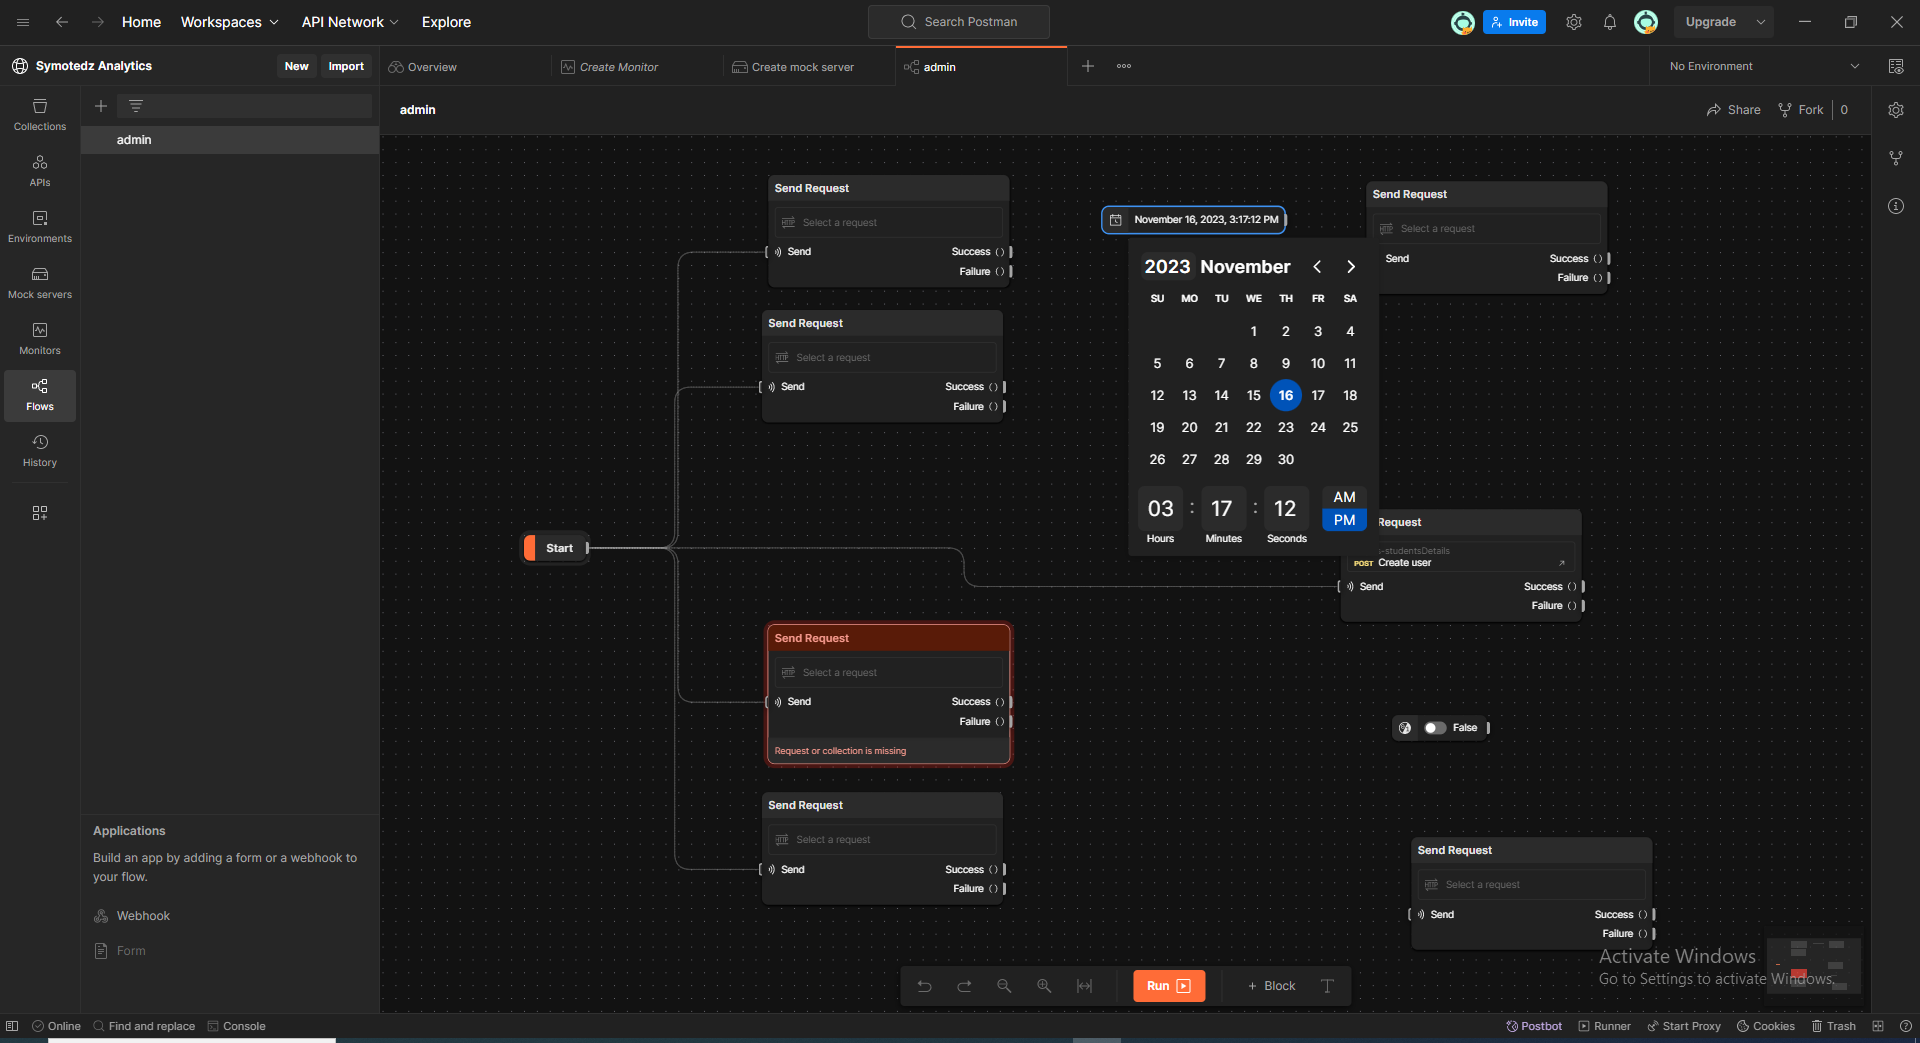 Home
Workspaces
API Network
Explore
Search Postman
Invite
Upgrade
Symotedz Analytics
New
Import
Overview
Create Monitor
Create mock server
admin
No Environment
Collections
APIs
Environments
Mock servers
Monitors
Flows
History
admin
Applications
Build an app by adding a form or a webhook to
your flow.
Webhook
Form
admin
Share
Fork
0
Start
Send Request
Select a request
Send
Success
Failure
Send Request
Select a request
Send
Success
Failure
Send Request
Select a request
Send
Success
Failure
Request or collection is missing
Send Request
Select a request
Send
Success
Failure
November 16, 2023, 3:17:12 PM
2023 November
SU MO TU WE TH FR SA
1 2 3 4
5 6 7 8 9 10 11
12 13 14 15 16 17 18
19 20 21 22 23 24 25
26 27 28 29 30
03 : 17 : 12
AM
PM
Hours Minutes Seconds
Send Request
Select a request
Send
Success
Failure
Request
-studentsDetails
POST Create user
Send
Success
Failure
False
Send Request
Select a request
Send
Success
Failure
Activate Windows
Go to Settings to activate Windows.
Run
+ Block
T
Online
Find and replace
Console
Postbot
Runner
Start Proxy
Cookies
Trash